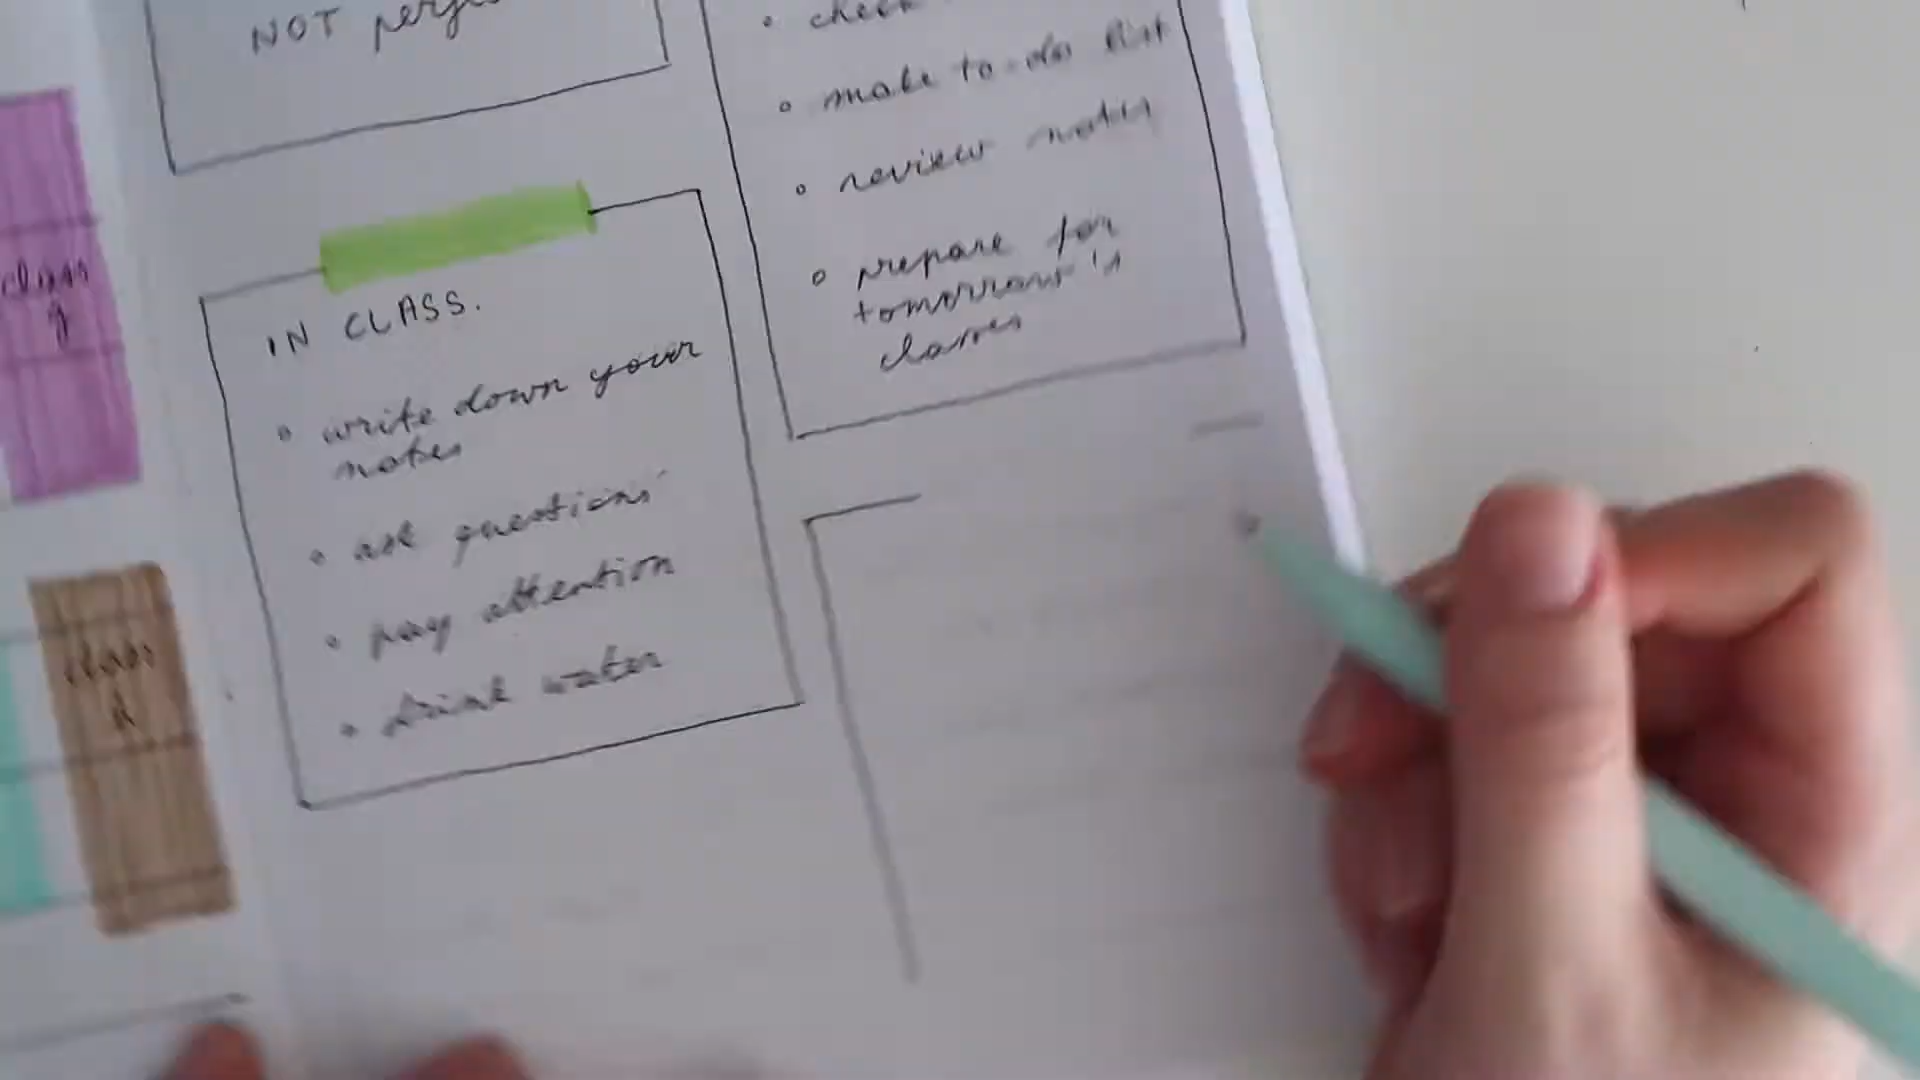 NOT
check
make to-do list
review notes
prepare for
tomorrow's
classes
IN CLASS.
write down your
notes
ask questions
pay attention
drink water
class
g
class